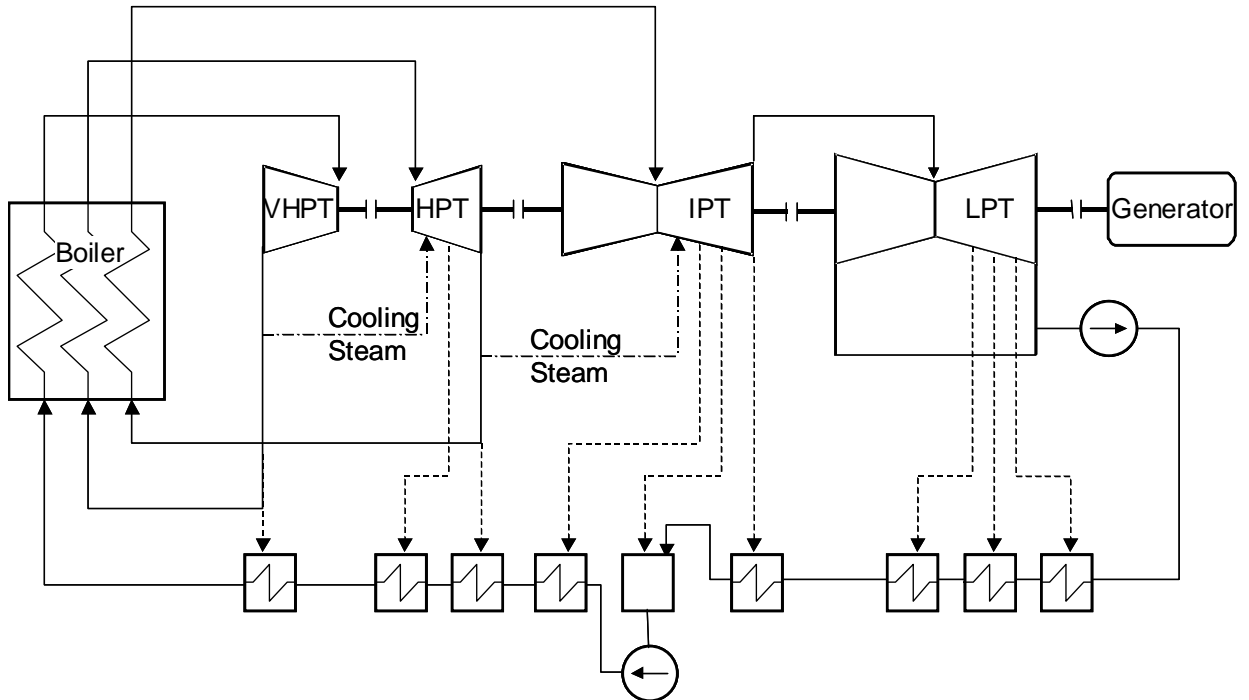 VHPT
HPT
IPT
LPT
Generator
Boiler
Cooling
Steam
Cooling
Steam